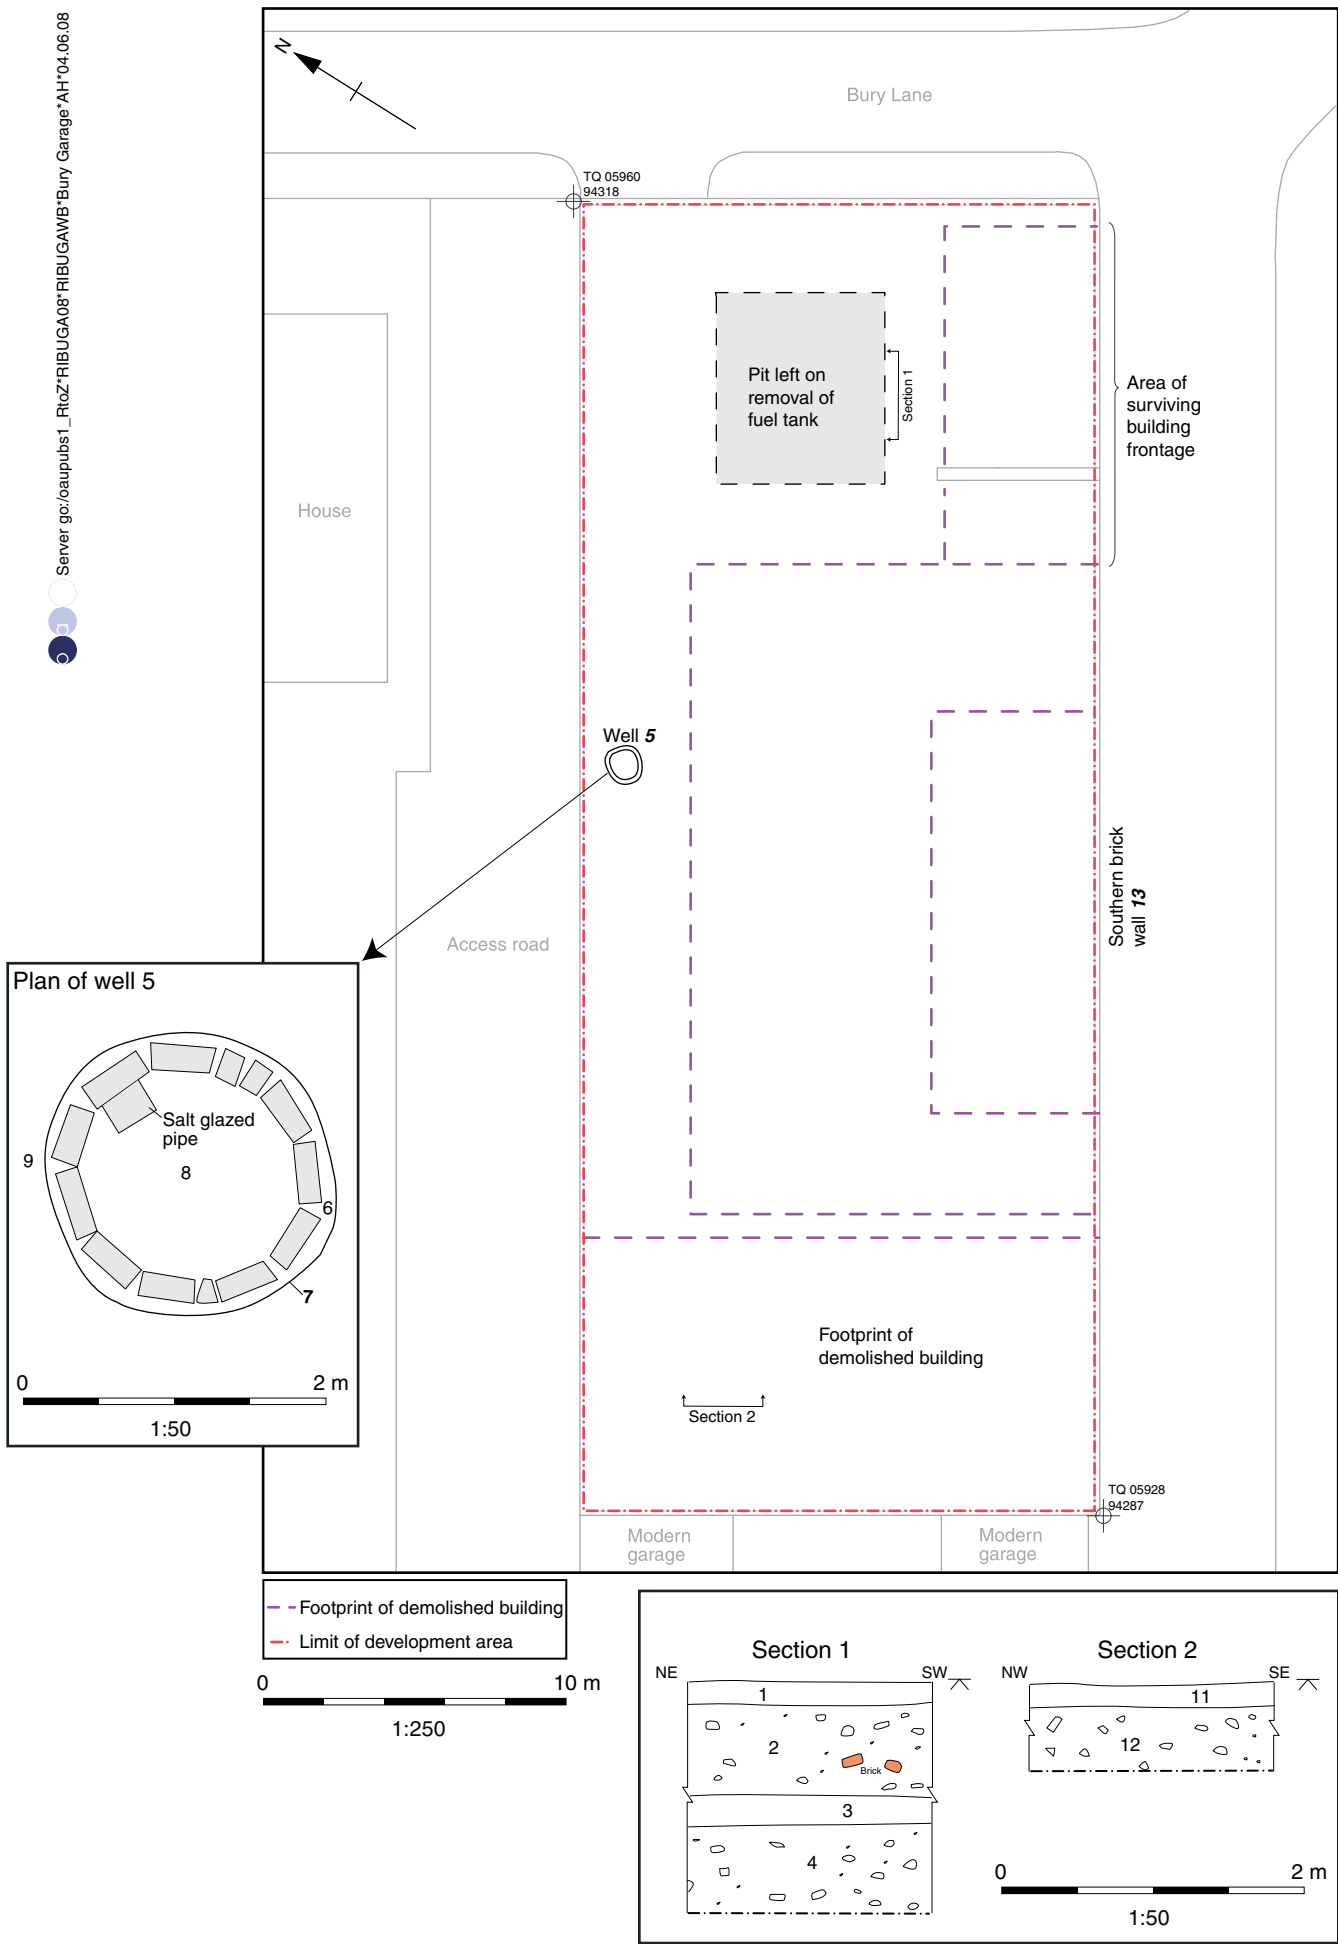 Server go:/oaupubs1_RtoZ*RIBUGA08*RIBUGAWB*Bury Garage*AH*04.06.08
N
Bury Lane
TQ 05960
94318
Pit left on
removal of
fuel tank
Section 1
Area of
surviving
building
frontage
House
Well 5
Southern brick
wall 13
Access road
Plan of well 5
Salt glazed
pipe
9
8
6
7
0 2 m
1:50
Footprint of
demolished building
Section 2
TQ 05928
94287
Modern
garage
Modern
garage
Footprint of demolished building
Limit of development area
0 10 m
1:250
Section 1
NE SW
1
2
Brick
3
4
Section 2
NW SE
11
12
0 2 m
1:50